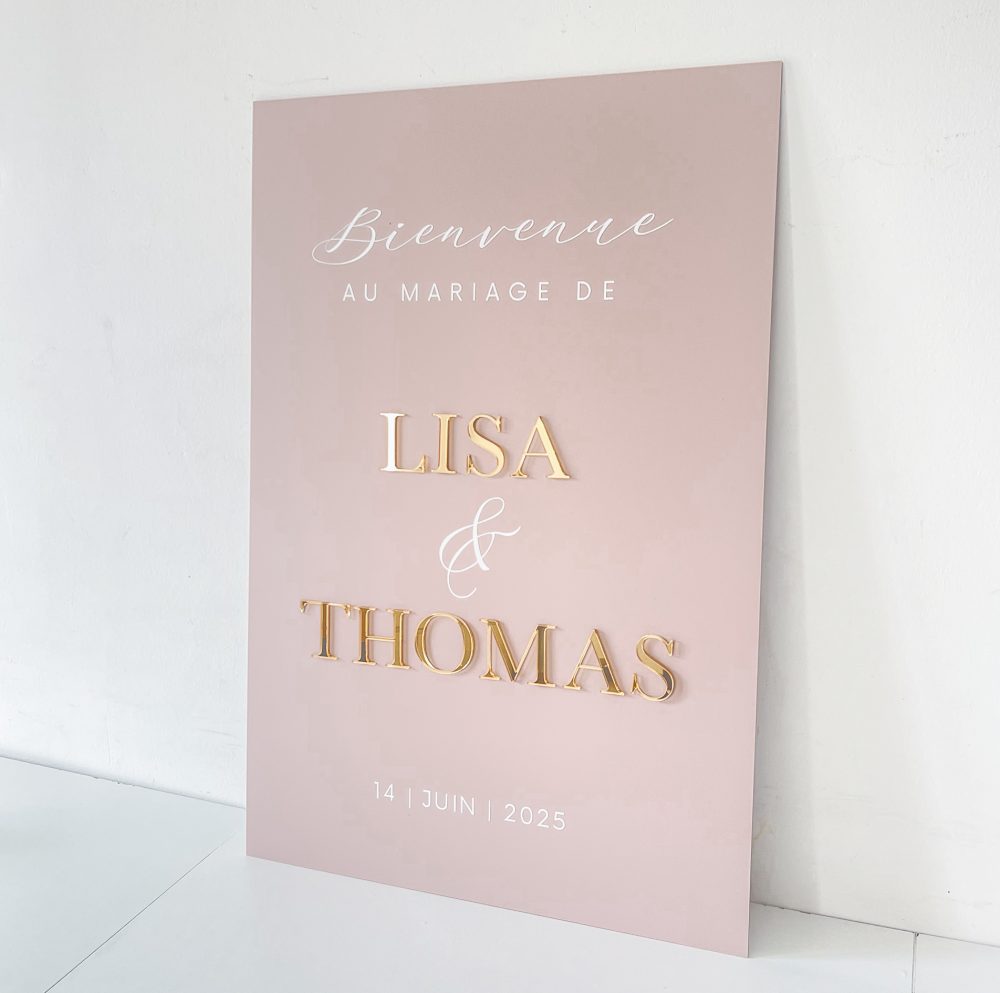 Bienvenue
AU MARIAGE DE
LISA
&
THOMAS
14 | JUIN | 2025